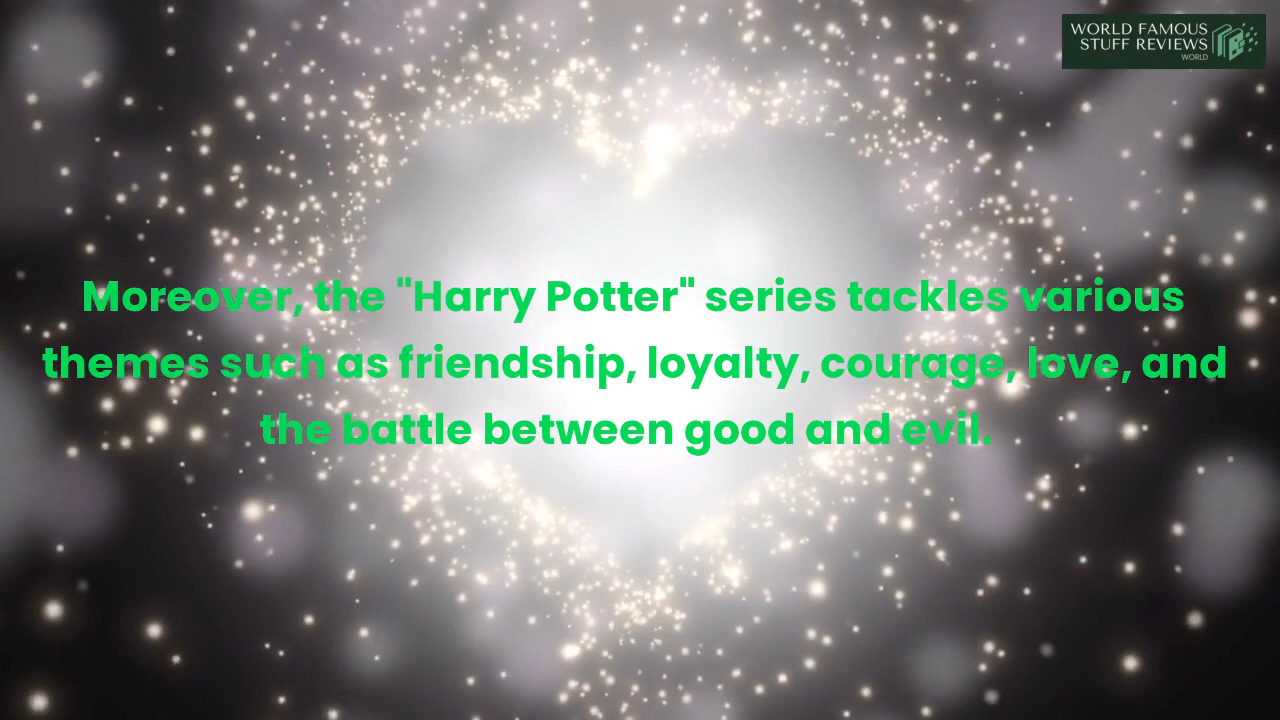 WORLD FAMOUS
STUFF REVIEWS
WORLD
Moreover, the "Harry Potter" series tackles various
themes such as friendship, loyalty, courage, love, and
the battle between good and evil.